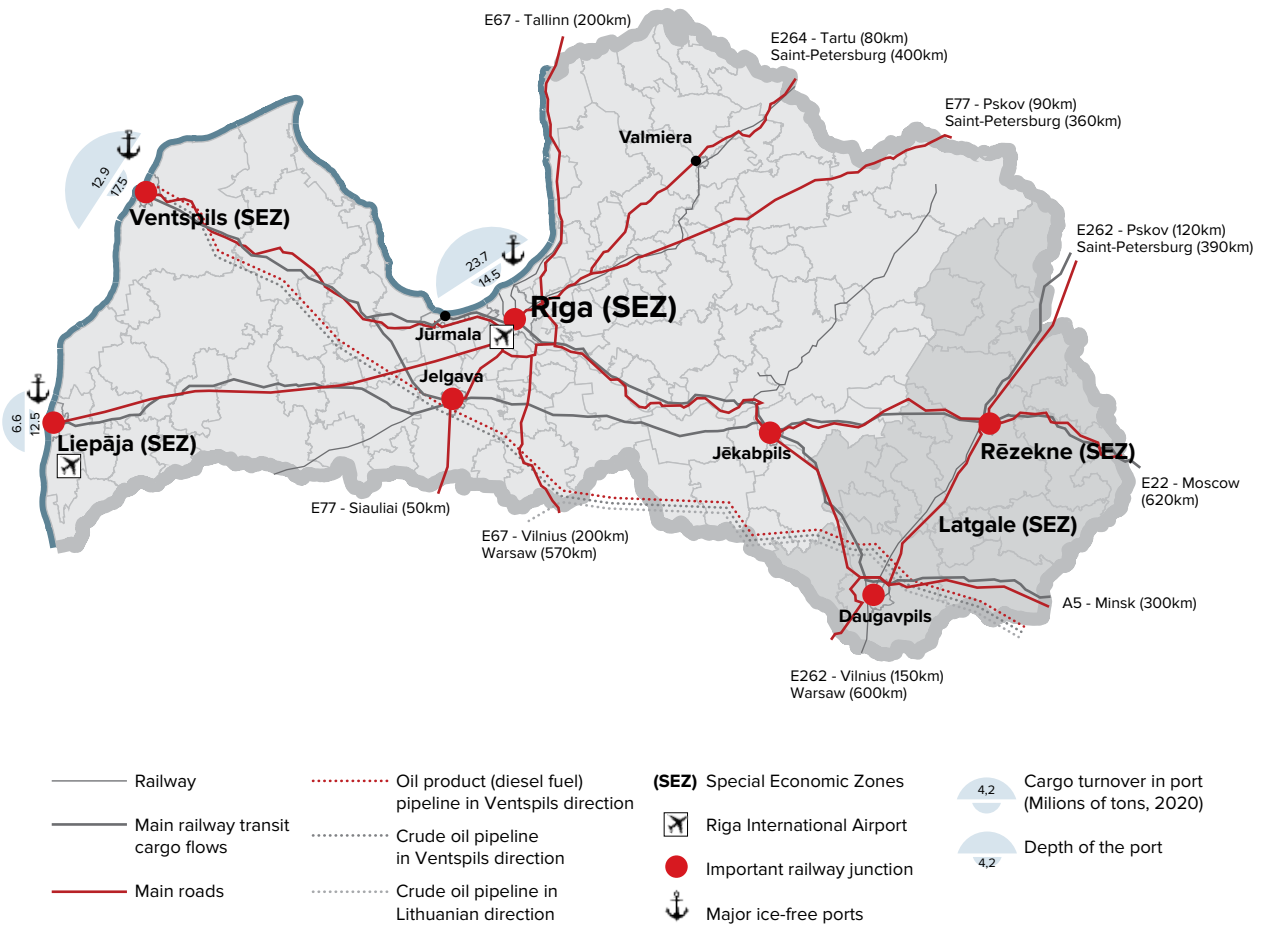 E67 - Tallinn (200km)
E264 - Tartu (80km)
Saint-Petersburg (400km)
E77 - Pskov (90km)
Saint-Petersburg (360km)
Valmiera
12.9
17.5
Ventspils (SEZ)
E262 - Pskov (120km)
Saint-Petersburg (390km)
23.7
14.5
Rīga (SEZ)
Jūrmala
Jelgava
6.6
12.5
Liepāja (SEZ)
Jēkabpils
Rēzekne (SEZ)
E22 - Moscow
(620km)
E77 - Siauliai (50km)
Latgale (SEZ)
E67 - Vilnius (200km)
Warsaw (570km)
A5 - Minsk (300km)
Daugavpils
E262 - Vilnius (150km)
Warsaw (600km)
Railway
Main railway transit
cargo flows
Main roads
Oil product (diesel fuel)
pipeline in Ventspils direction
Crude oil pipeline
in Ventspils direction
Crude oil pipeline in
Lithuanian direction
(SEZ) Special Economic Zones
Riga International Airport
Important railway junction
Major ice-free ports
4,2
Cargo turnover in port
(Milions of tons, 2020)
4,2
Depth of the port